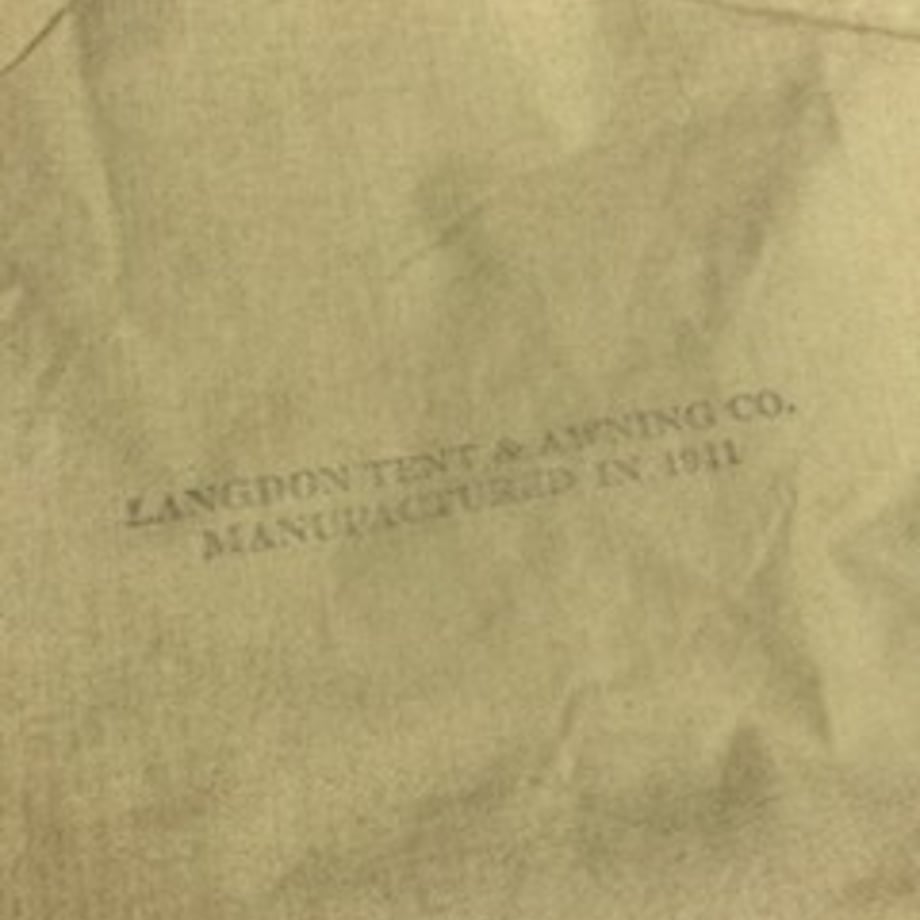 LANGDON TENT & AWNING CO.
MANUFACTURED IN 1941